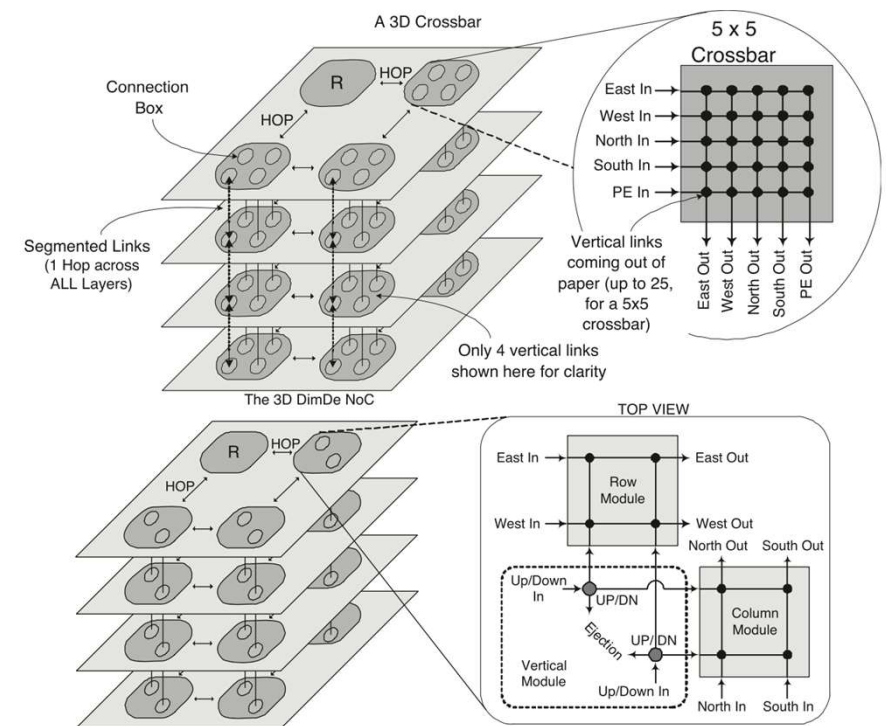 A 3D Crossbar
R
HOP
HOP
Connection
Box
Segmented Links
(1 Hop across
ALL Layers)
5 x 5
Crossbar
East In
West In
North In
South In
PE In
East Out
West Out
North Out
South Out
PE Out
Vertical links
coming out of
paper (up to 25,
for a 5x5
crossbar)
Only 4 vertical links
shown here for clarity
The 3D DimDe NoC
R
HOP
HOP
TOP VIEW
East In
East Out
Row
Module
West In
West Out
North Out
South Out
Up/Down
In
UP/DN
Ejection
UP/DN
Column
Module
Vertical
Module
Up/Down In
North In
South In